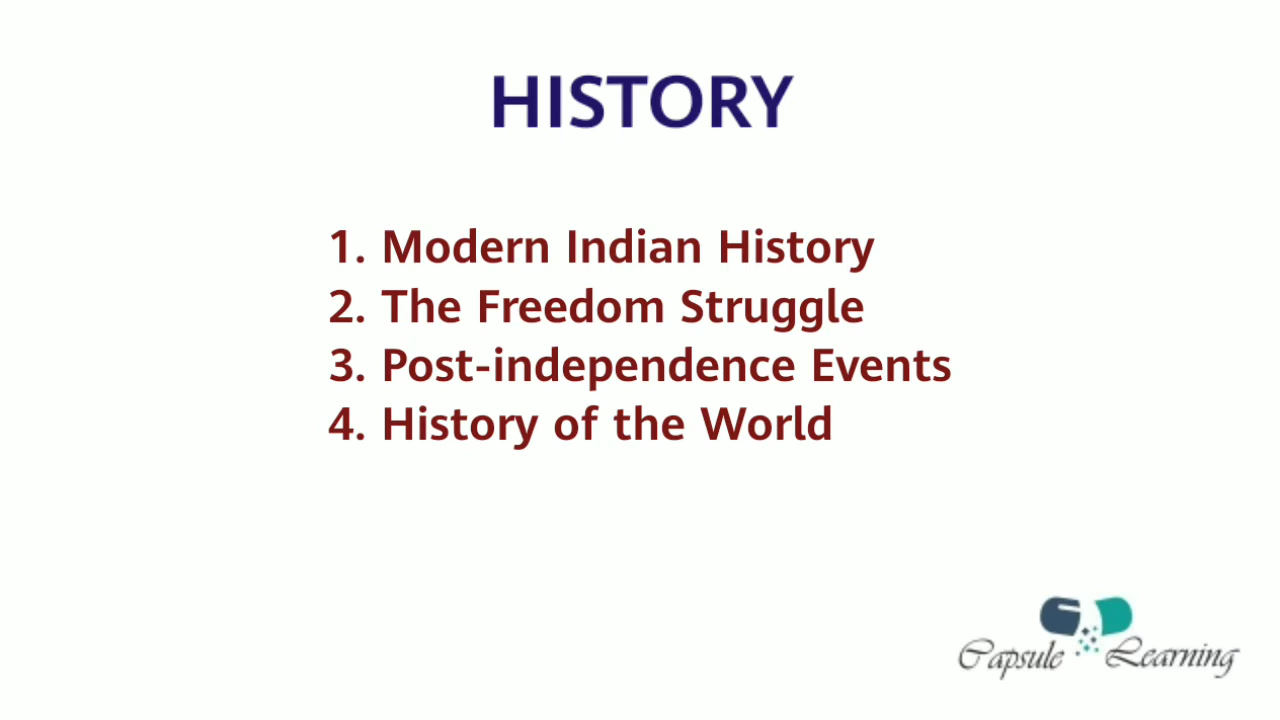 HISTORY
1. Modern Indian History
2. The Freedom Struggle
3. Post-independence Events
4. History of the World
Capsule Learning